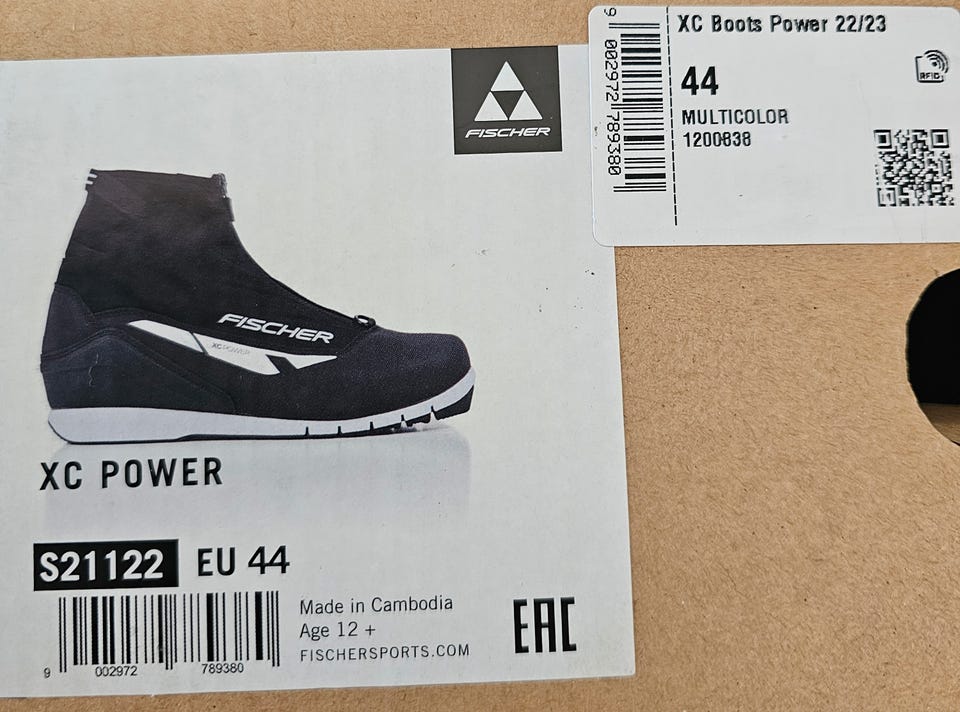 FISCHER
FISCHER
XC POWER
XC POWER
S21122 EU 44
9 002972 789380
Made in Cambodia
Age 12 +
FISCHERSPORTS.COM
EAC
9 002972 789380
XC Boots Power 22/23
44
MULTICOLOR
1200838
RFID